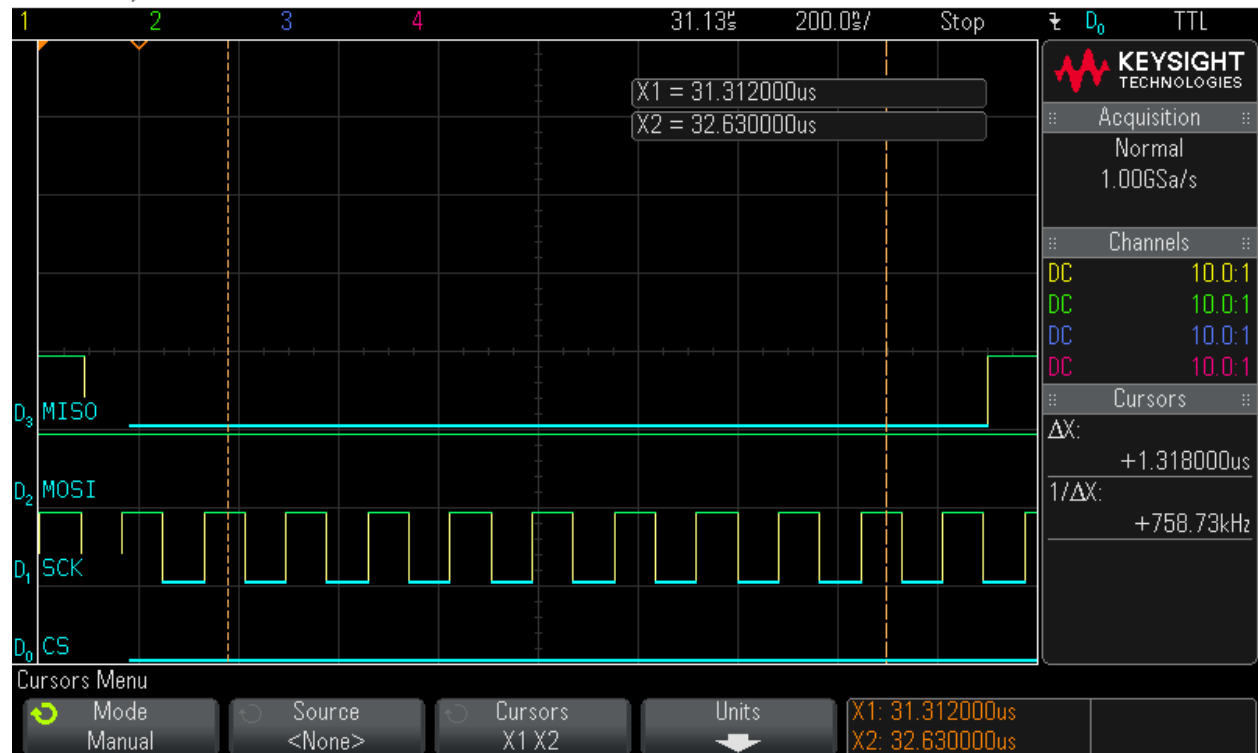 1 2 3 4 31.13µs 200.0ns/ Stop D0 TTL
KEYSIGHT
TECHNOLOGIES
X1 = 31.312000us
X2 = 32.630000us
Acquisition
Normal
1.00GSa/s
Channels
DC 10.0:1
DC 10.0:1
DC 10.0:1
DC 10.0:1
Cursors
ΔX:
+1.318000us
1/ΔX:
+758.73kHz
D3 MISO
D2 MOSI
D1 SCK
D0 CS
Cursors Menu
Mode
Manual
Source
<None>
Cursors
X1 X2
Units
X1: 31.312000us
X2: 32.630000us